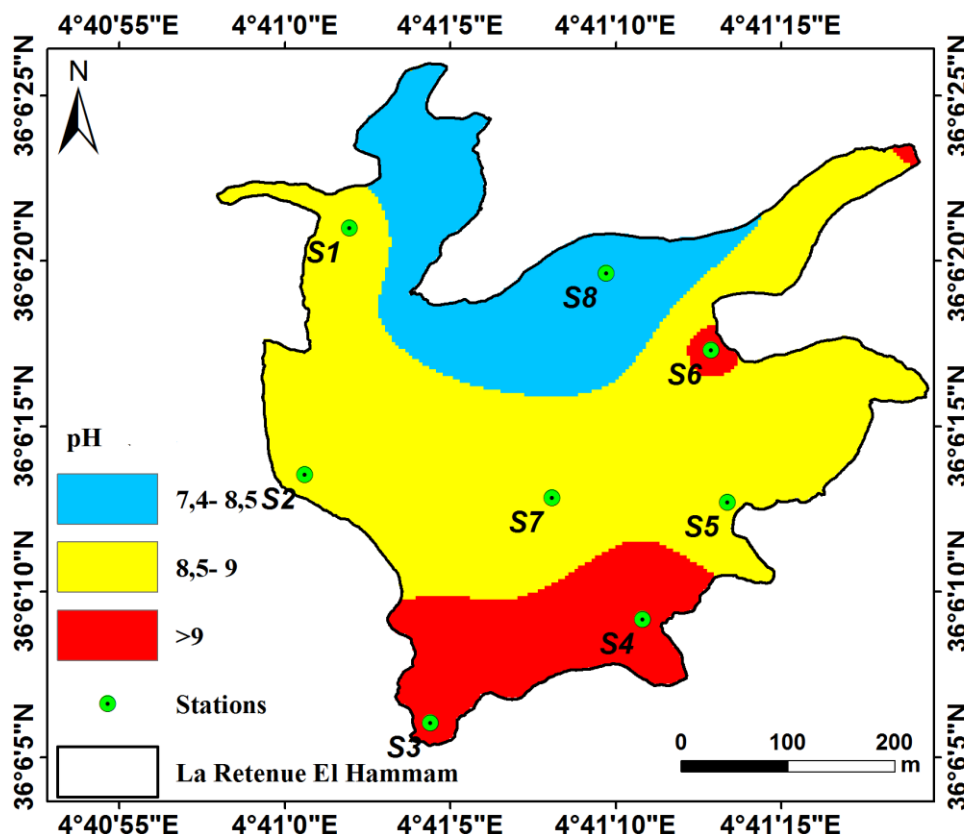 4°40'55"E 4°41'0"E 4°41'5"E 4°41'10"E 4°41'15"E
N
36°6'25"N 36°6'25"N
S1
36°6'20"N 36°6'20"N
S8
S6
36°6'15"N 36°6'15"N
pH
7,4- 8,5
S2
S7
S5
8,5- 9
36°6'10"N 36°6'10"N
>9
S4
Stations
S3
36°6'5"N 36°6'5"N
La Retenue El Hammam
0 100 200
m
4°40'55"E 4°41'0"E 4°41'5"E 4°41'10"E 4°41'15"E